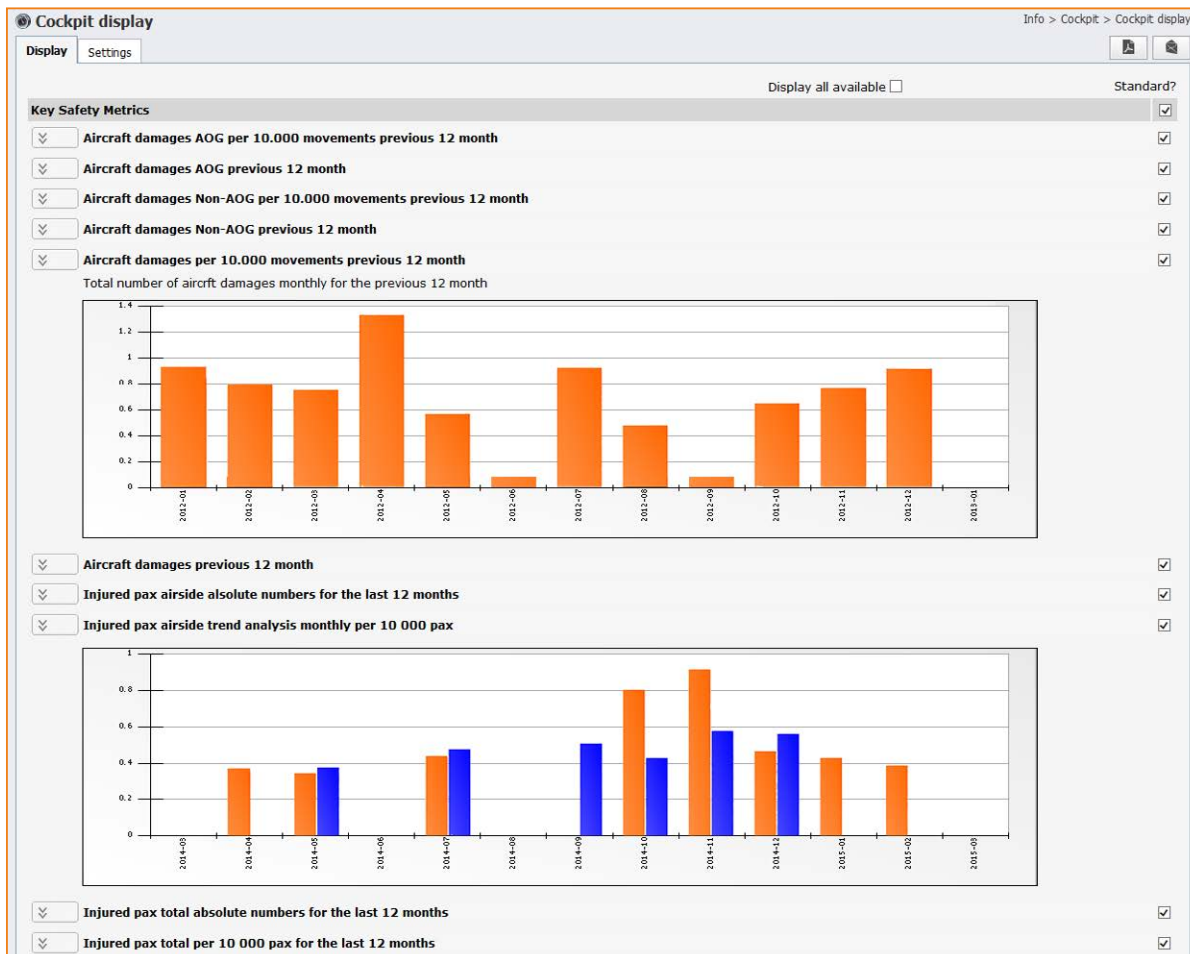 Cockpit display
Info > Cockpit > Cockpit display
Display
Settings
Display all available
Standard?
Key Safety Metrics
Aircraft damages AOG per 10.000 movements previous 12 month
Aircraft damages AOG previous 12 month
Aircraft damages Non-AOG per 10.000 movements previous 12 month
Aircraft damages Non-AOG previous 12 month
Aircraft damages per 10.000 movements previous 12 month
Total number of aircrft damages monthly for the previous 12 month
1.4
1.2
1
0.8
0.6
0.4
0.2
0
2012-01
2012-02
2012-03
2012-04
2012-05
2012-06
2012-07
2012-08
2012-09
2012-10
2012-11
2012-12
2013-01
Aircraft damages previous 12 month
Injured pax airside alsolute numbers for the last 12 months
Injured pax airside trend analysis monthly per 10 000 pax
1
0.8
0.6
0.4
0.2
0
2014-03
2014-04
2014-05
2014-06
2014-07
2014-08
2014-09
2014-10
2014-11
2014-12
2015-01
2015-02
2015-03
Injured pax total absolute numbers for the last 12 months
Injured pax total per 10 000 pax for the last 12 months